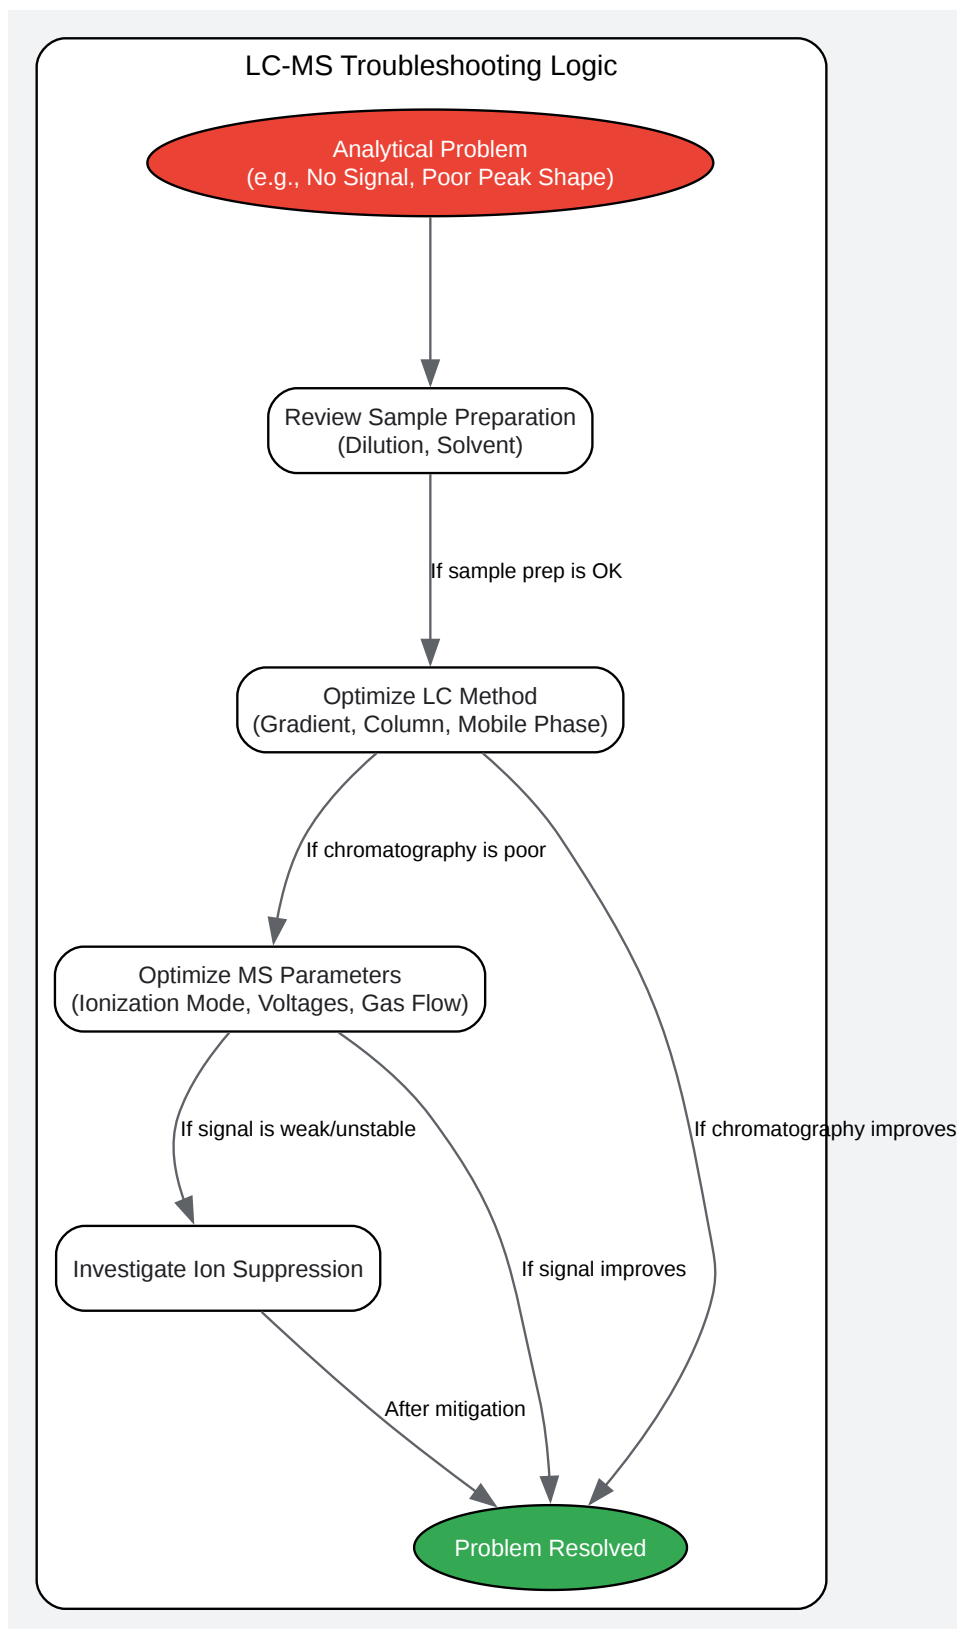 LC-MS Troubleshooting Logic
Analytical Problem
(e.g., No Signal, Poor Peak Shape)
Review Sample Preparation
(Dilution, Solvent)
If sample prep is OK
Optimize LC Method
(Gradient, Column, Mobile Phase)
If chromatography is poor
Optimize MS Parameters
(Ionization Mode, Voltages, Gas Flow)
If signal is weak/unstable
If chromatography improves
Investigate Ion Suppression
If signal improves
After mitigation
Problem Resolved